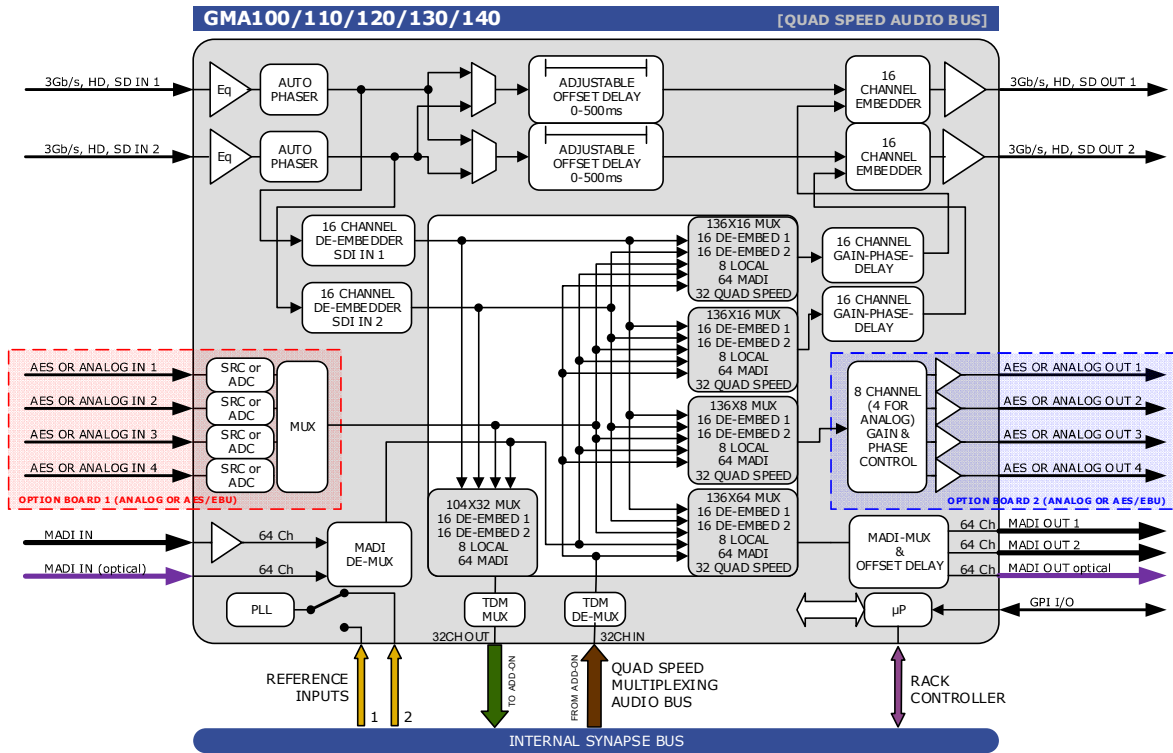 GMA100/110/120/130/140
[QUAD SPEED AUDIO BUS]
3Gb/s, HD, SD IN 1
Eq
AUTO
PHASER
ADJUSTABLE
OFFSET DELAY
0-500ms
16
CHANNEL
EMBEDDER
3Gb/s, HD, SD OUT 1
3Gb/s, HD, SD IN 2
Eq
AUTO
PHASER
ADJUSTABLE
OFFSET DELAY
0-500ms
16
CHANNEL
EMBEDDER
3Gb/s, HD, SD OUT 2
16 CHANNEL
DE-EMBEDDER
SDI IN 1
16 CHANNEL
DE-EMBEDDER
SDI IN 2
136X16 MUX
16 DE-EMBED 1
16 DE-EMBED 2
8 LOCAL
64 MADI
32 QUAD SPEED
16 CHANNEL
GAIN-PHASE-
DELAY
136X16 MUX
16 DE-EMBED 1
16 DE-EMBED 2
8 LOCAL
64 MADI
32 QUAD SPEED
16 CHANNEL
GAIN-PHASE-
DELAY
AES OR ANALOG IN 1
AES OR ANALOG IN 2
AES OR ANALOG IN 3
AES OR ANALOG IN 4
SRC or
ADC
SRC or
ADC
SRC or
ADC
SRC or
ADC
MUX
OPTION BOARD 1 (ANALOG OR AES/EBU)
136X8 MUX
16 DE-EMBED 1
16 DE-EMBED 2
8 LOCAL
64 MADI
32 QUAD SPEED
8 CHANNEL
(4 FOR
ANALOG)
GAIN &
PHASE
CONTROL
AES OR ANALOG OUT 1
AES OR ANALOG OUT 2
AES OR ANALOG OUT 3
AES OR ANALOG OUT 4
OPTION BOARD 2 (ANALOG OR AES/EBU)
104X32 MUX
16 DE-EMBED 1
16 DE-EMBED 2
8 LOCAL
64 MADI
136X64 MUX
16 DE-EMBED 1
16 DE-EMBED 2
8 LOCAL
64 MADI
32 QUAD SPEED
MADI IN
64 Ch
MADI IN (optical)
64 Ch
MADI
DE-MUX
MADI-MUX
&
OFFSET DELAY
64 Ch
MADI OUT 1
64 Ch
MADI OUT 2
64 Ch
MADI OUT optical
PLL
TDM
MUX
TDM
DE-MUX
µP
GPI I/O
32CH OUT
32CH IN
REFERENCE
INPUTS
1
2
TO ADD-ON
FROM ADD-ON
QUAD SPEED
MULTIPLEXING
AUDIO BUS
RACK
CONTROLLER
INTERNAL SYNAPSE BUS